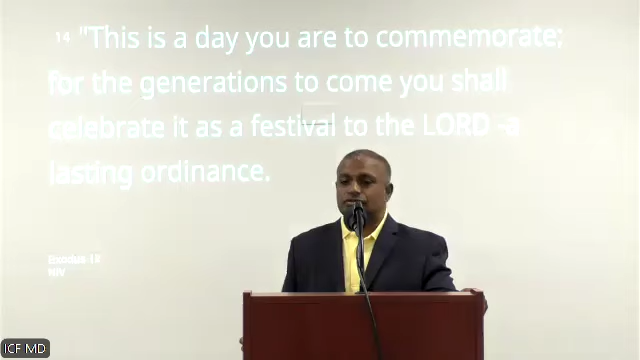 14 "This is a day you are to commemorate;
for the generations to come you shall
celebrate it as a festival to the LORD -a
lasting ordinance.
Exodus 12
NIV
ICF MD